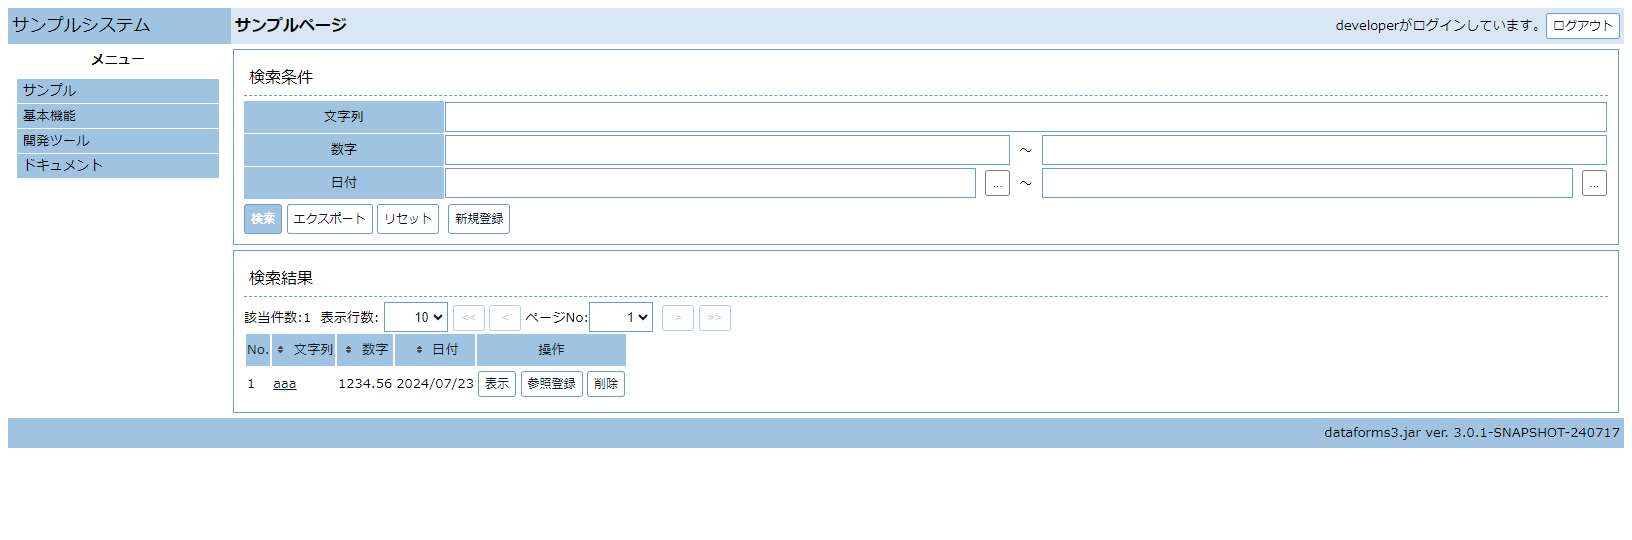 サンプルシステム
サンプルページ
developerがログインしています。 ログアウト
メニュー
サンプル
基本機能
開発ツール
ドキュメント
検索条件
文字列
数字 ～
日付 ... ～ ...
検索 エクスポート リセット 新規登録
検索結果
該当件数:1 表示行数: 10 << < ページNo: 1 > >>
No. 文字列 数字 日付 操作
1 aaa 1234.56 2024/07/23 表示 参照登録 削除
dataforms3.jar ver. 3.0.1-SNAPSHOT-240717